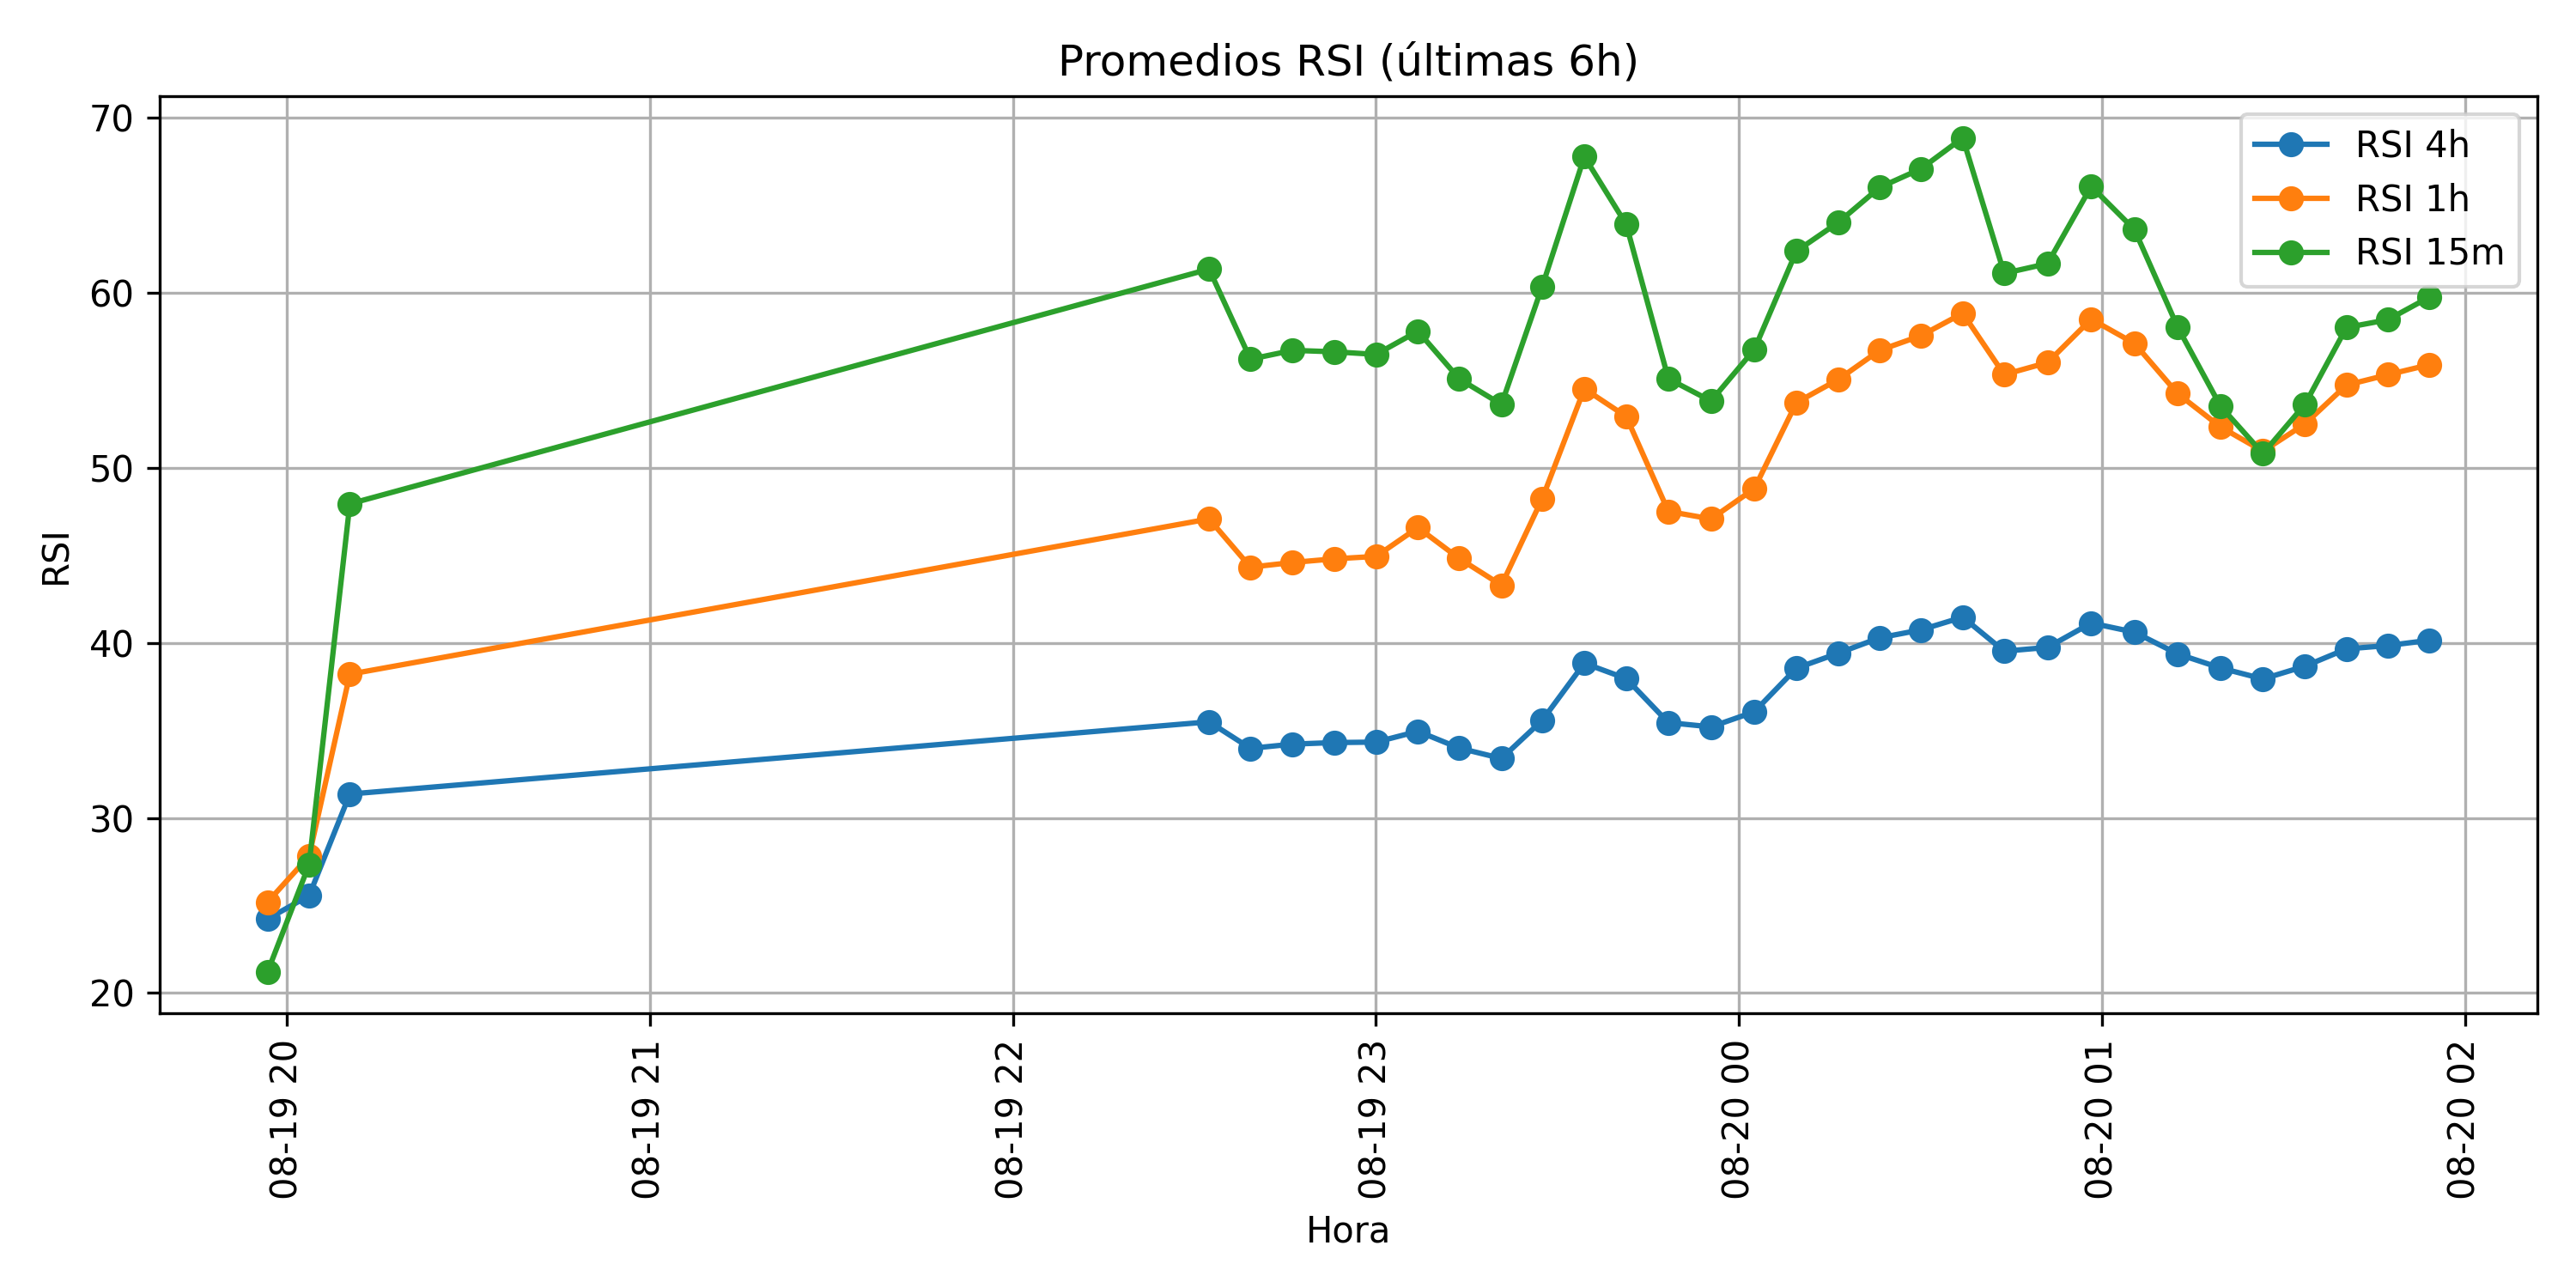 Promedios RSI (últimas 6h)
70
60
50
40
30
20
RSI
RSI 4h
RSI 1h
RSI 15m
08-19 20
08-19 21
08-19 22
08-19 23
08-20 00
08-20 01
08-20 02
Hora